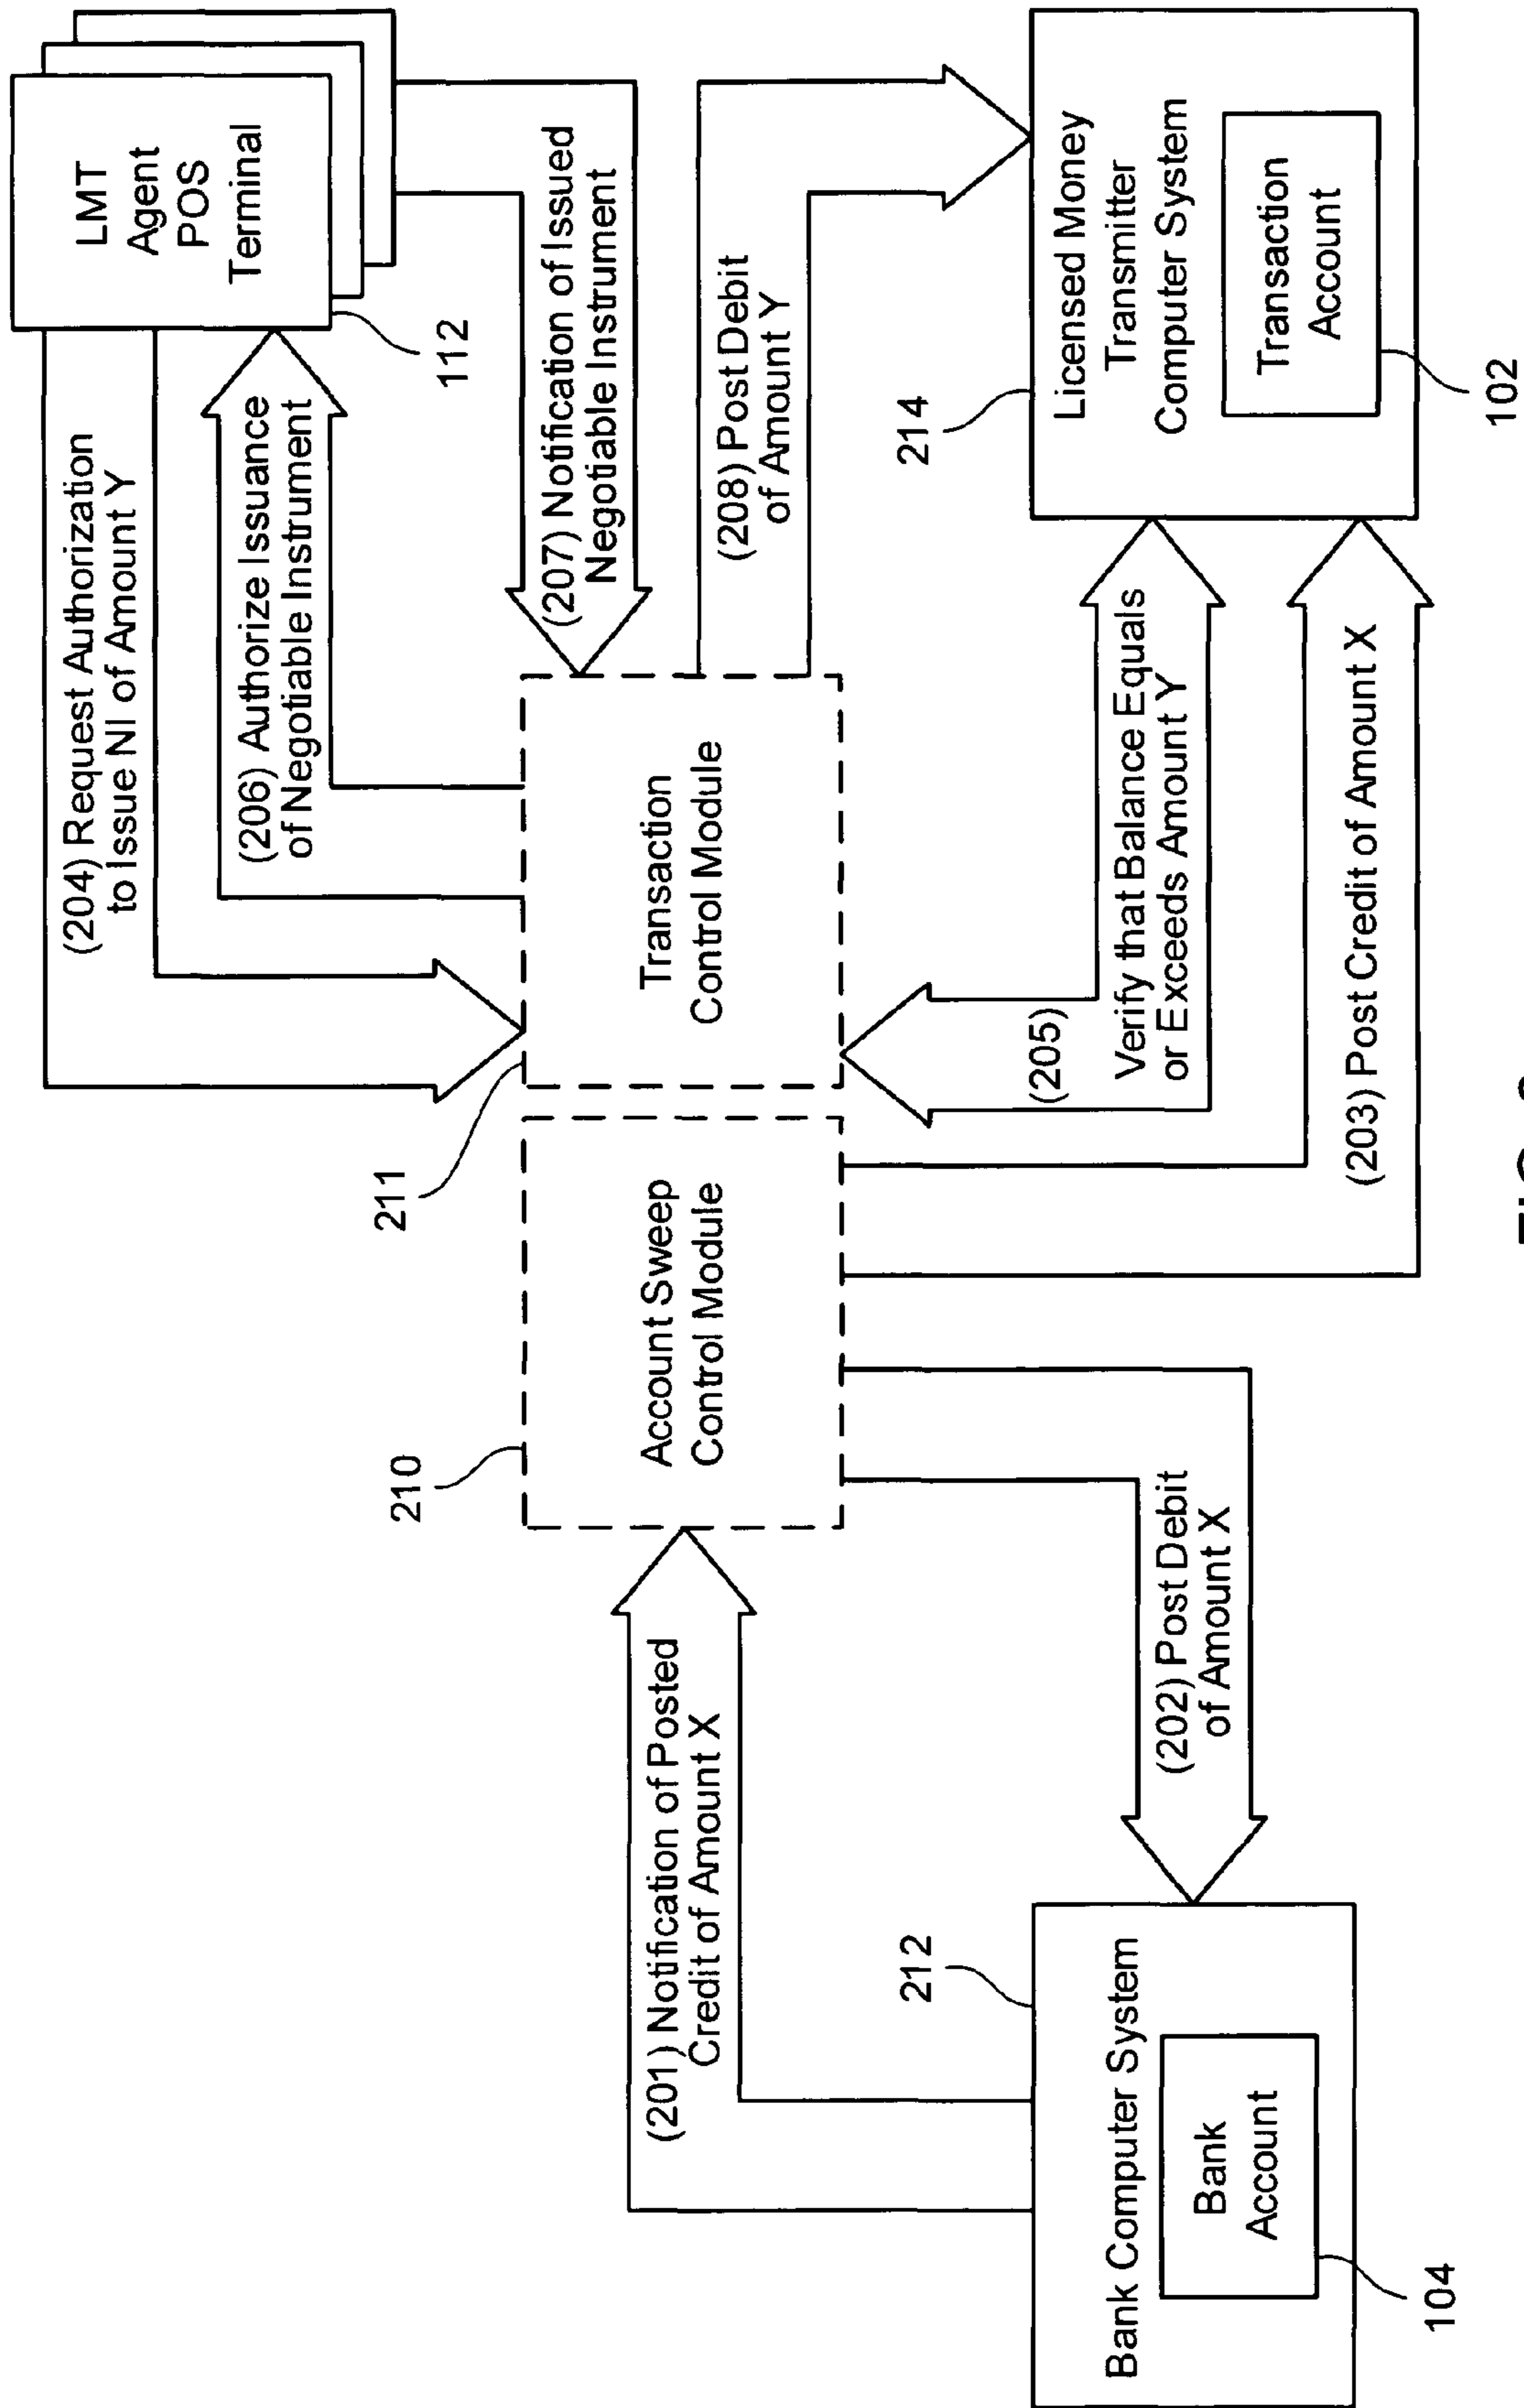 LMT
Agent
POS
Terminal
112
(204) Request Authorization
to Issue NI of Amount Y
(206) Authorize Issuance
of Negotiable Instrument
(207) Notification of Issued
Negotiable Instrument
(208) Post Debit
of Amount Y
211
Transaction
Control Module
210
Account Sweep
Control Module
214
Licensed Money
Transmitter
Computer System
Transaction
Account
102
(205)
Verify that Balance Equals
or Exceeds Amount Y
(203) Post Credit of Amount X
(201) Notification of Posted
Credit of Amount X
(202) Post Debit
of Amount X
212
Bank Computer System
Bank
Account
104